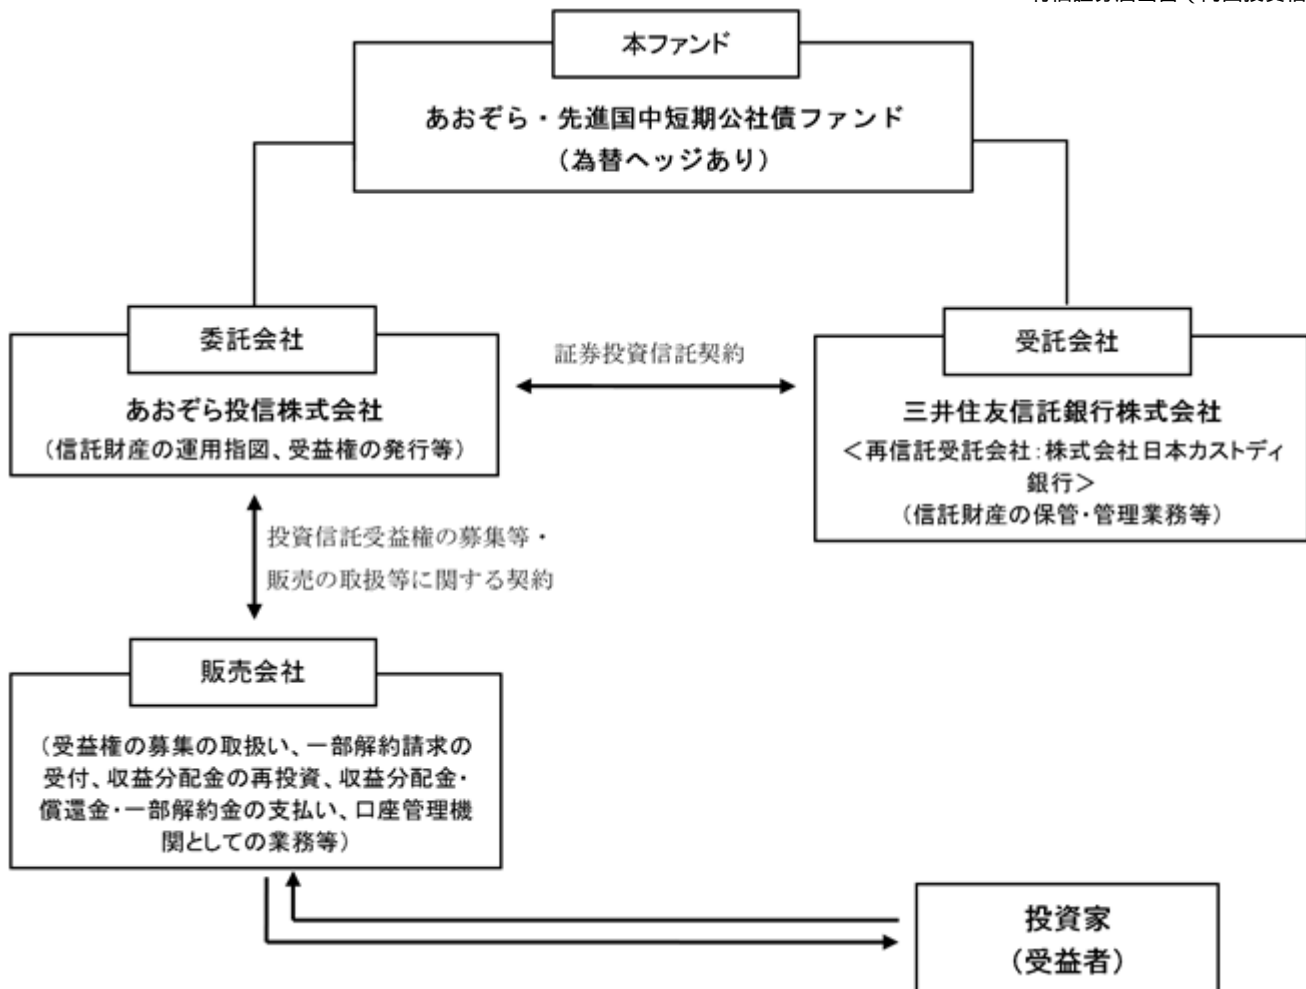 本ファンド
あおぞら・先進国中短期公社債ファンド
（為替ヘッジあり）
委託会社
あおぞら投信株式会社
（信託財産の運用指図、受益権の発行等）
証券投資信託契約
受託会社
三井住友信託銀行株式会社
＜再信託受託会社：株式会社日本カストディ
銀行＞
（信託財産の保管・管理業務等）
投資信託受益権の募集等・
販売の取扱等に関する契約
販売会社
（受益権の募集の取扱い、一部解約請求の
受付、収益分配金の再投資、収益分配金・
償還金・一部解約金の支払い、口座管理機
関としての業務等）
投資家
（受益者）